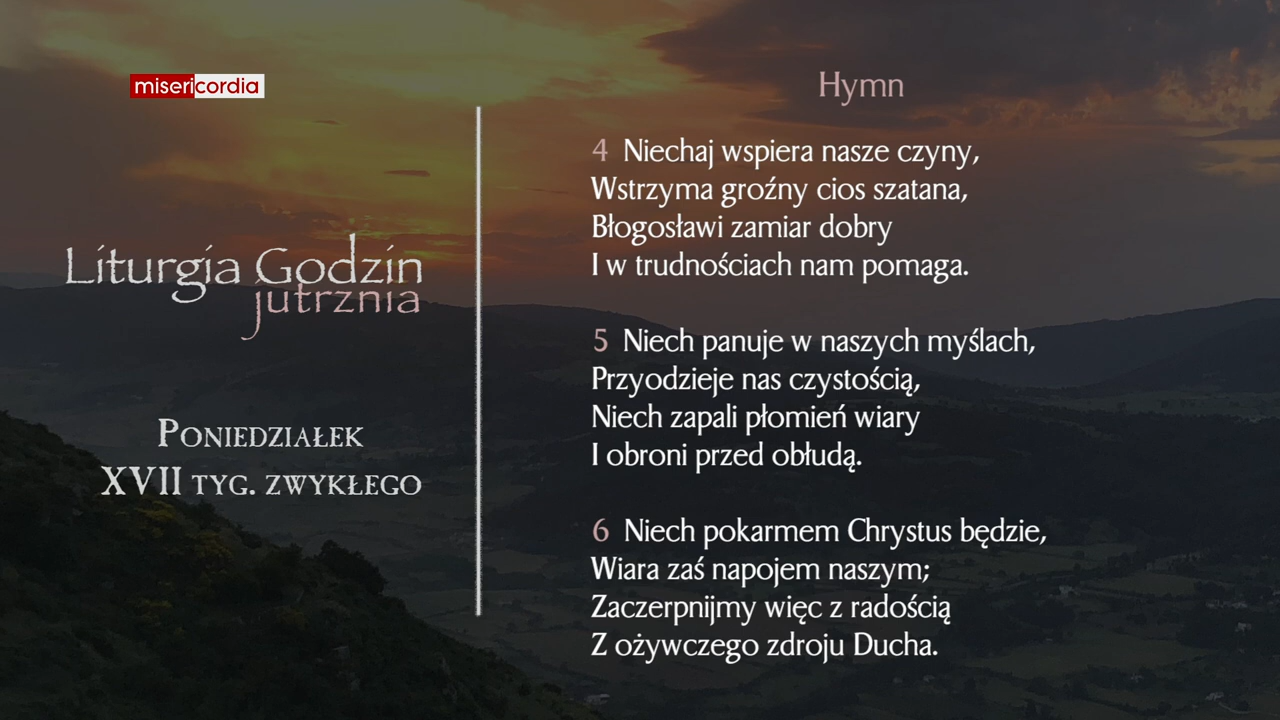 misericordia
Liturgia Godzin
jutrznia
Poniedziałek
XVII tyg. zwykłego
Hymn
4 Niechaj wspiera nasze czyny,
Wstrzyma groźny cios szatana,
Błogosławi zamiar dobry
I w trudnościach nam pomaga.
5 Niech panuje w naszych myślach,
Przyodzieje nas czystością,
Niech zapali płomień wiary
I obroni przed obłudą.
6 Niech pokarmem Chrystus będzie,
Wiara zaś napojem naszym;
Zaczerpnijmy więc z radością
Z ożywczego zdroju Ducha.